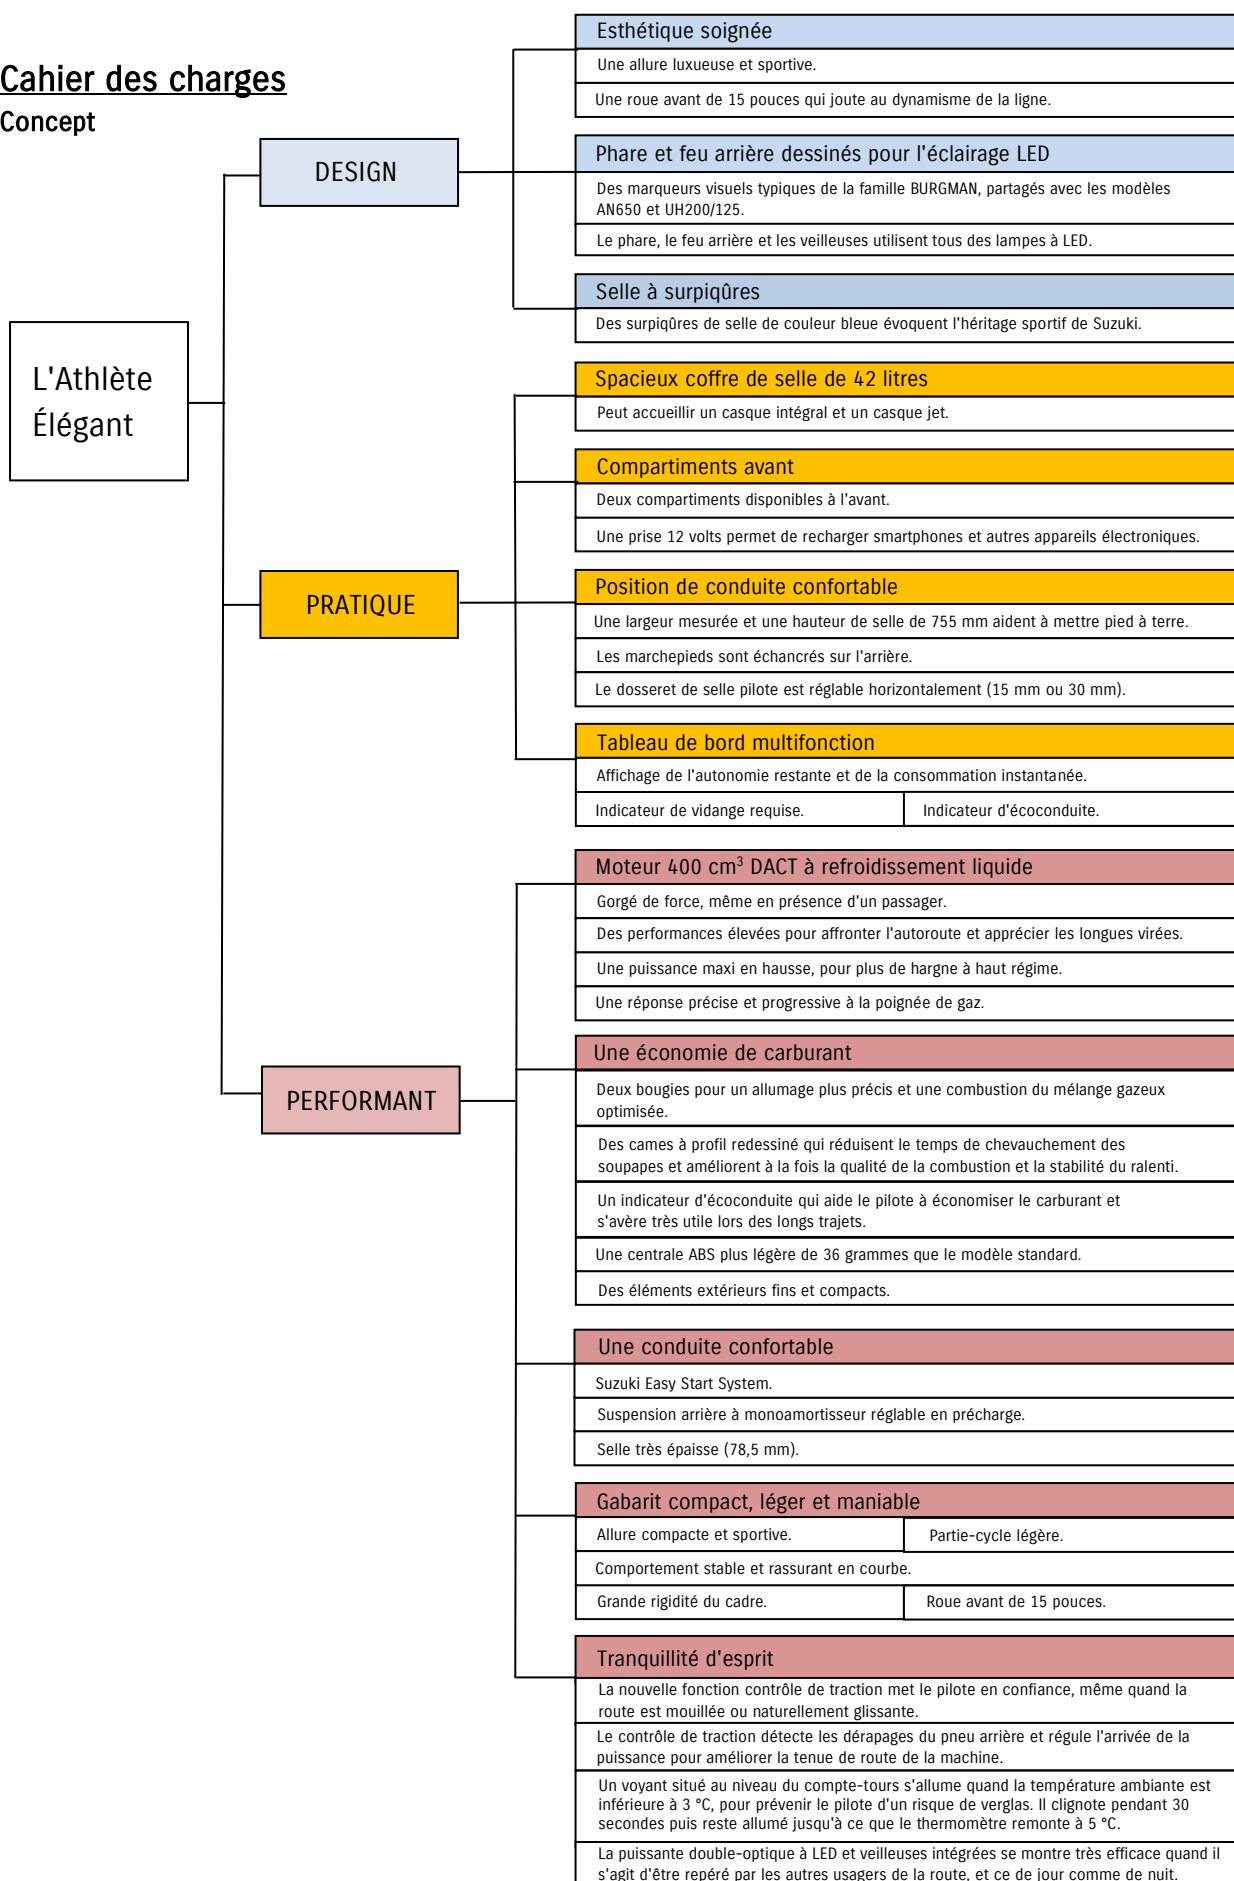 Cahier des charges
Concept
L'Athlète
Élégant
DESIGN
Esthétique soignée
Une allure luxueuse et sportive.
Une roue avant de 15 pouces qui joute au dynamisme de la ligne.
Phare et feu arrière dessinés pour l'éclairage LED
Des marqueurs visuels typiques de la famille BURGMAN, partagés avec les modèles
AN650 et UH200/125.
Le phare, le feu arrière et les veilleuses utilisent tous des lampes à LED.
Selle à surpiqûres
Des surpiqûres de selle de couleur bleue évoquent l'héritage sportif de Suzuki.
PRATIQUE
Spacieux coffre de selle de 42 litres
Peut accueillir un casque intégral et un casque jet.
Compartiments avant
Deux compartiments disponibles à l'avant.
Une prise 12 volts permet de recharger smartphones et autres appareils électroniques.
Position de conduite confortable
Une largeur mesurée et une hauteur de selle de 755 mm aident à mettre pied à terre.
Les marchepieds sont échancrés sur l'arrière.
Le dosseret de selle pilote est réglable horizontalement (15 mm ou 30 mm).
Tableau de bord multifonction
Affichage de l'autonomie restante et de la consommation instantanée.
Indicateur de vidange requise.
Indicateur d'écoconduite.
PERFORMANT
Moteur 400 cm³ DACT à refroidissement liquide
Gorgé de force, même en présence d'un passager.
Des performances élevées pour affronter l'autoroute et apprécier les longues virées.
Une puissance maxi en hausse, pour plus de hargne à haut régime.
Une réponse précise et progressive à la poignée de gaz.
Une économie de carburant
Deux bougies pour un allumage plus précis et une combustion du mélange gazeux
optimisée.
Des cames à profil redessiné qui réduisent le temps de chevauchement des
soupapes et améliorent à la fois la qualité de la combustion et la stabilité du ralenti.
Un indicateur d'écoconduite qui aide le pilote à économiser le carburant et
s'avère très utile lors des longs trajets.
Une centrale ABS plus légère de 36 grammes que le modèle standard.
Des éléments extérieurs fins et compacts.
Une conduite confortable
Suzuki Easy Start System.
Suspension arrière à monoamortisseur réglable en précharge.
Selle très épaisse (78,5 mm).
Gabarit compact, léger et maniable
Allure compacte et sportive.
Partie-cycle légère.
Comportement stable et rassurant en courbe.
Grande rigidité du cadre.
Roue avant de 15 pouces.
Tranquillité d'esprit
La nouvelle fonction contrôle de traction met le pilote en confiance, même quand la
route est mouillée ou naturellement glissante.
Le contrôle de traction détecte les dérapages du pneu arrière et régule l'arrivée de la
puissance pour améliorer la tenue de route de la machine.
Un voyant situé au niveau du compte-tours s'allume quand la température ambiante est
inférieure à 3 °C, pour prévenir le pilote d'un risque de verglas. Il clignote pendant 30
secondes puis reste allumé jusqu'à ce que le thermomètre remonte à 5 °C.
La puissante double-optique à LED et veilleuses intégrées se montre très efficace quand il
s'agit d'être repéré par les autres usagers de la route, et ce de jour comme de nuit.